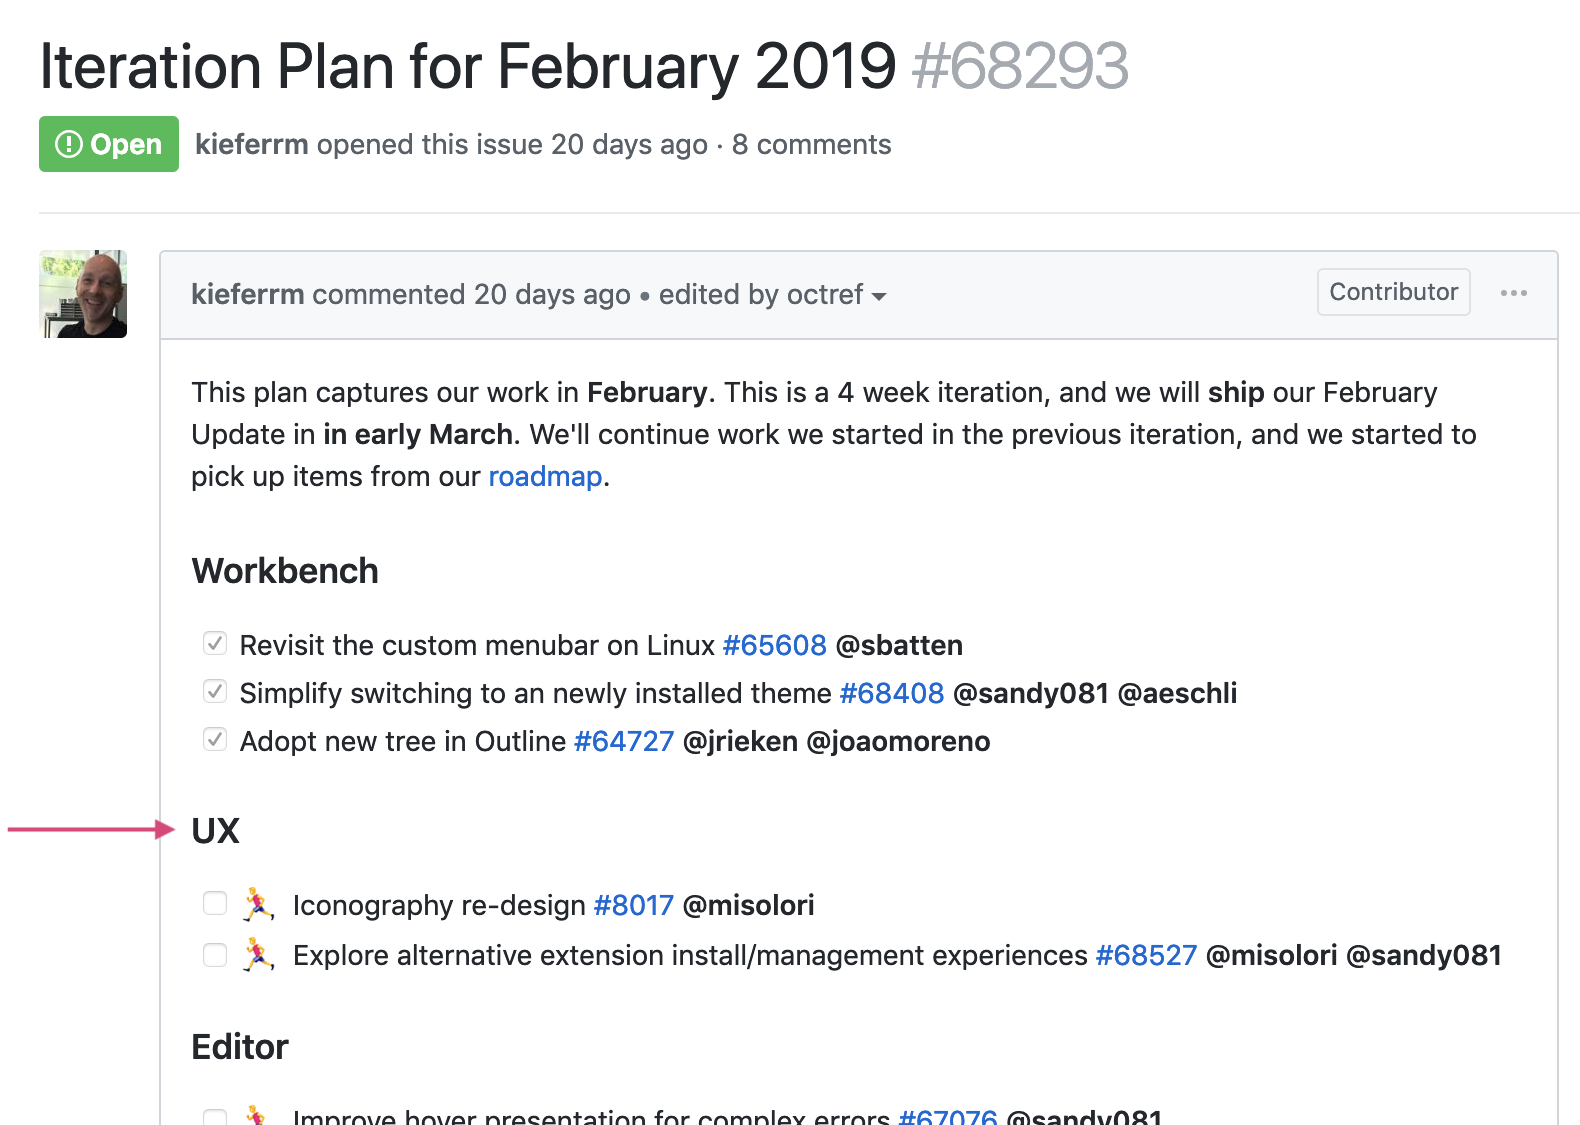 Iteration Plan for February 2019 #68293
Open kieferrm opened this issue 20 days ago · 8 comments
kieferrm commented 20 days ago • edited by octref
Contributor
This plan captures our work in February. This is a 4 week iteration, and we will ship our February
Update in in early March. We'll continue work we started in the previous iteration, and we started to
pick up items from our roadmap.
Workbench
Revisit the custom menubar on Linux #65608 @sbatten
Simplify switching to an newly installed theme #68408 @sandy081 @aeschli
Adopt new tree in Outline #64727 @jrieken @joaomoreno
UX
Iconography re-design #8017 @misolori
Explore alternative extension install/management experiences #68527 @misolori @sandy081
Editor
Improve hover presentation for complex errors #67076 @sandy081